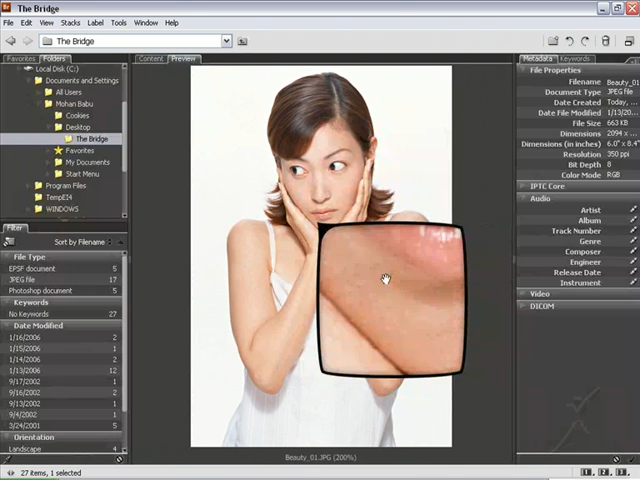 Br The Bridge
File Edit View Stacks Label Tools Window Help
The Bridge
Favorites Folders
Content Preview
Metadata Keywords
Local Disk (C:)
Documents and Settings
All Users
Mohan Babu
Cookies
Desktop
The Bridge
Favorites
My Documents
Start Menu
Program Files
TempEI4
WINDOWS
Filter
Sort by Filename
File Type
EPSF document 5
JPEG file 17
Photoshop document 5
Keywords
No Keywords 27
Date Modified
1/16/2006 2
1/15/2006 1
1/14/2006 2
1/13/2006 12
9/17/2002 1
9/16/2002 2
9/13/2002 2
9/4/2002 1
3/24/2001 5
Orientation
Landscape 4
Beauty_01.JPG (200%)
File Properties
Filename Beauty_01
Document Type JPEG file
Date Created Today, ...
Date File Modified 1/13/20...
File Size 663 KB
Dimensions 2094 ...
Dimensions (in inches) 6.0" x 8.4"
Resolution 350 ppi
Bit Depth 8
Color Mode RGB
IPTC Core
Audio
Artist
Album
Track Number
Genre
Composer
Engineer
Release Date
Instrument
Video
DICOM
27 items, 1 selected
1 2 3